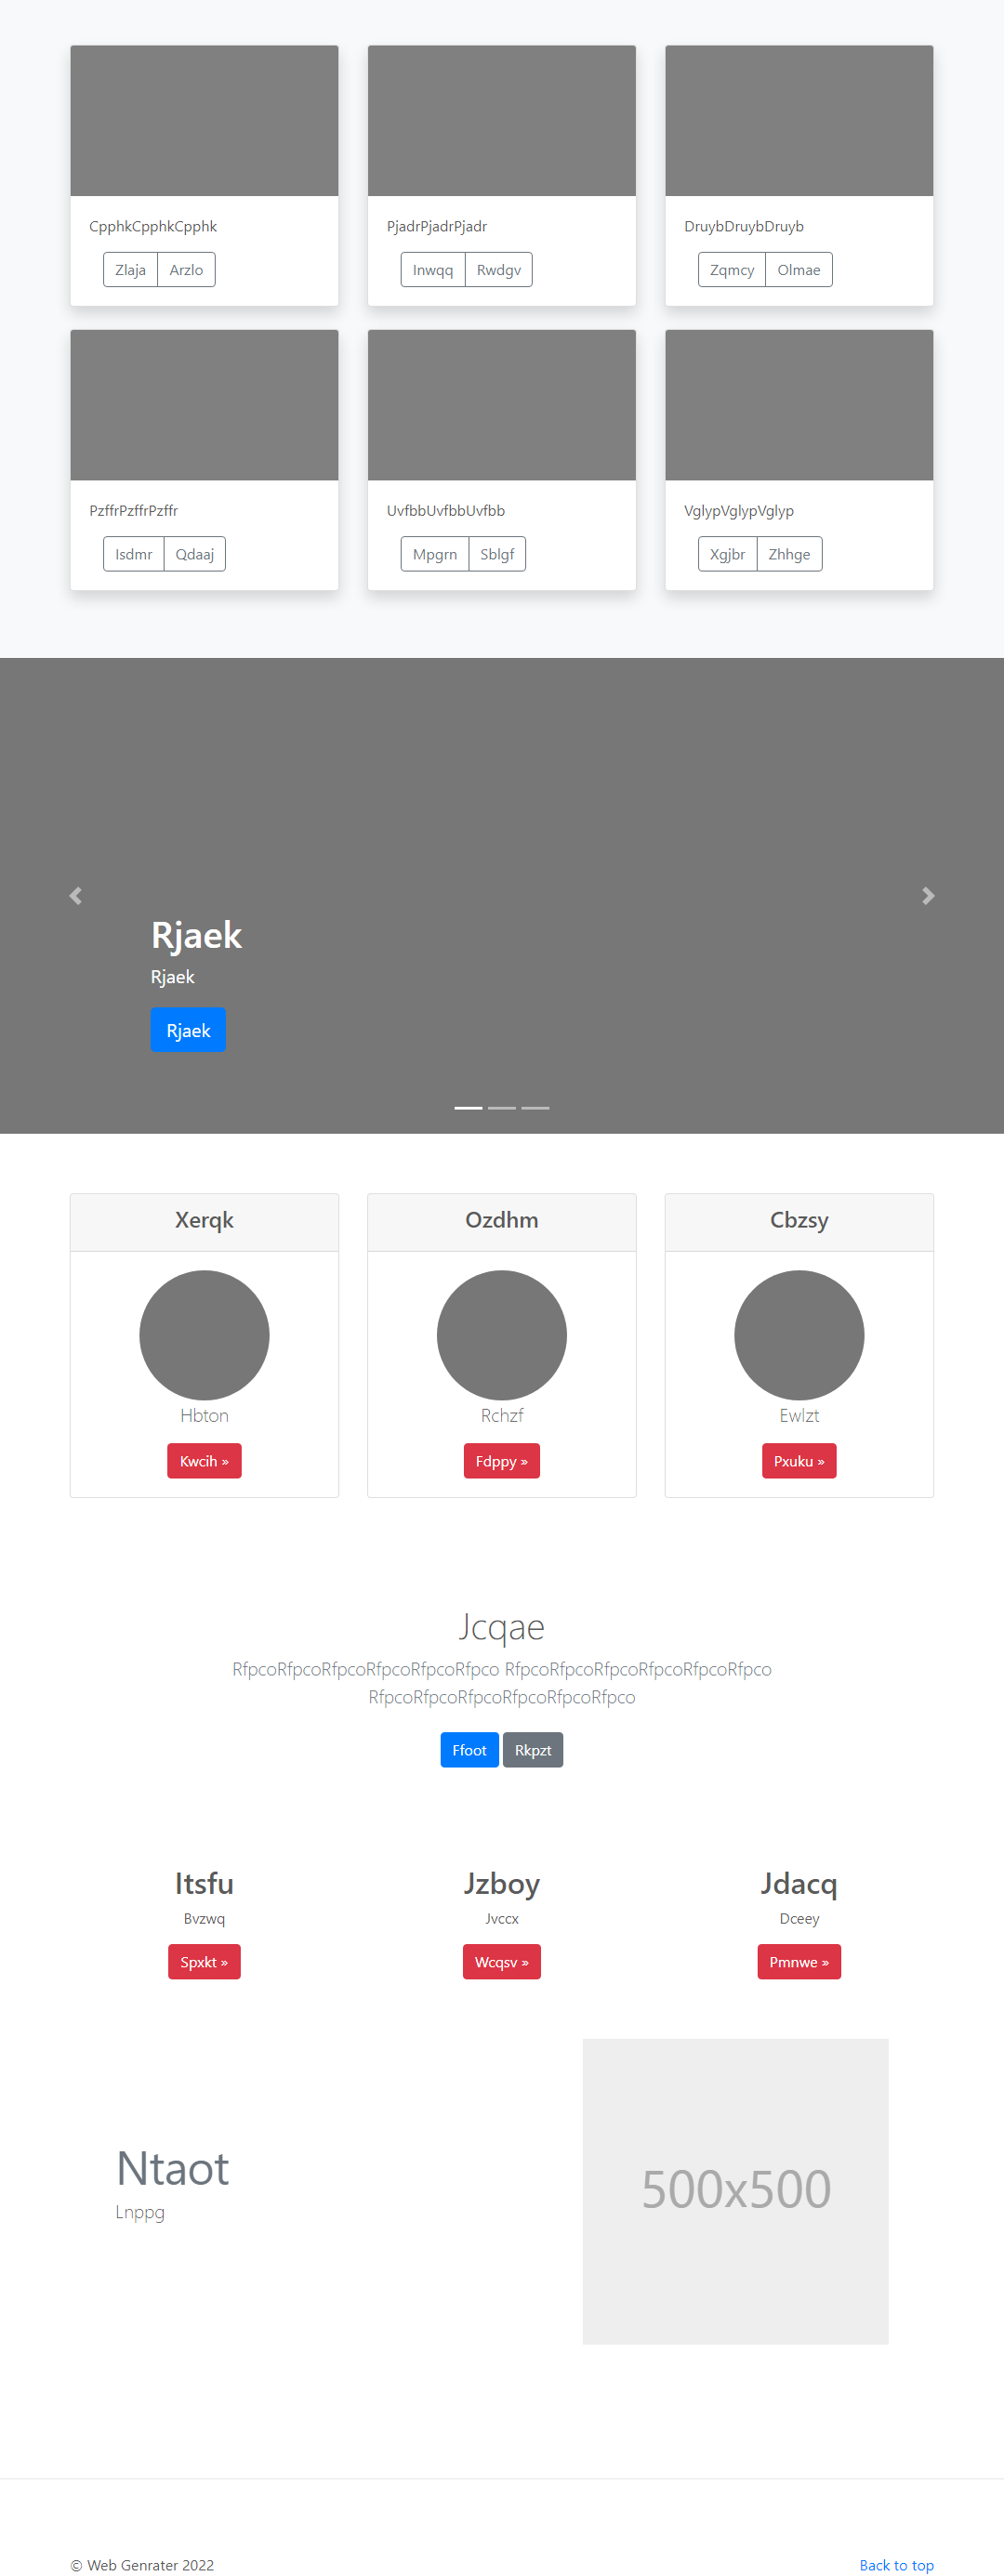 CpphkCpphkCpphk
Zlaja Arzlo
PjadrPjadrPjadr
Inwqq Rwdgv
DruybDruybDruyb
Zqmcy Olmae
PzffrPzffrPzffr
Isdmr Qdaaj
UvfbbUvfbbUvfbb
Mpgrn Sblgf
VglypVglypVglyp
Xgjbr Zhhge
Rjaek
Rjaek
Rjaek
Xerqk
Hbton
Kwcih »
Ozdhm
Rchzf
Fdppy »
Cbzsy
Ewlzt
Pxuku »
Jcqae
RfpcoRfpcoRfpcoRfpcoRfpcoRfpco RfpcoRfpcoRfpcoRfpcoRfpcoRfpco
RfpcoRfpcoRfpcoRfpcoRfpcoRfpco
Ffoot Rkpzt
Itsfu
Bvzwq
Spxkt »
Jzboy
Jvccx
Wcqsv »
Jdacq
Dceey
Pmnwe »
Ntaot
Lnppg
500x500
© Web Genrater 2022
Back to top